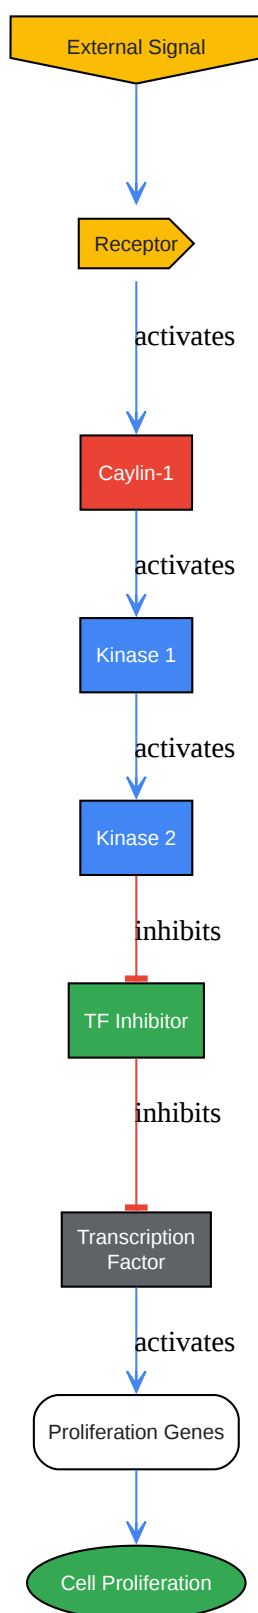 External Signal
Receptor
activates
Caylin-1
activates
Kinase 1
activates
Kinase 2
inhibits
TF Inhibitor
inhibits
Transcription
Factor
activates
Proliferation Genes
Cell Proliferation